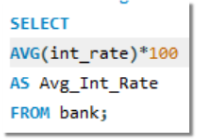 SELECT
AVG(int_rate)*100
AS Avg_Int_Rate
FROM bank;